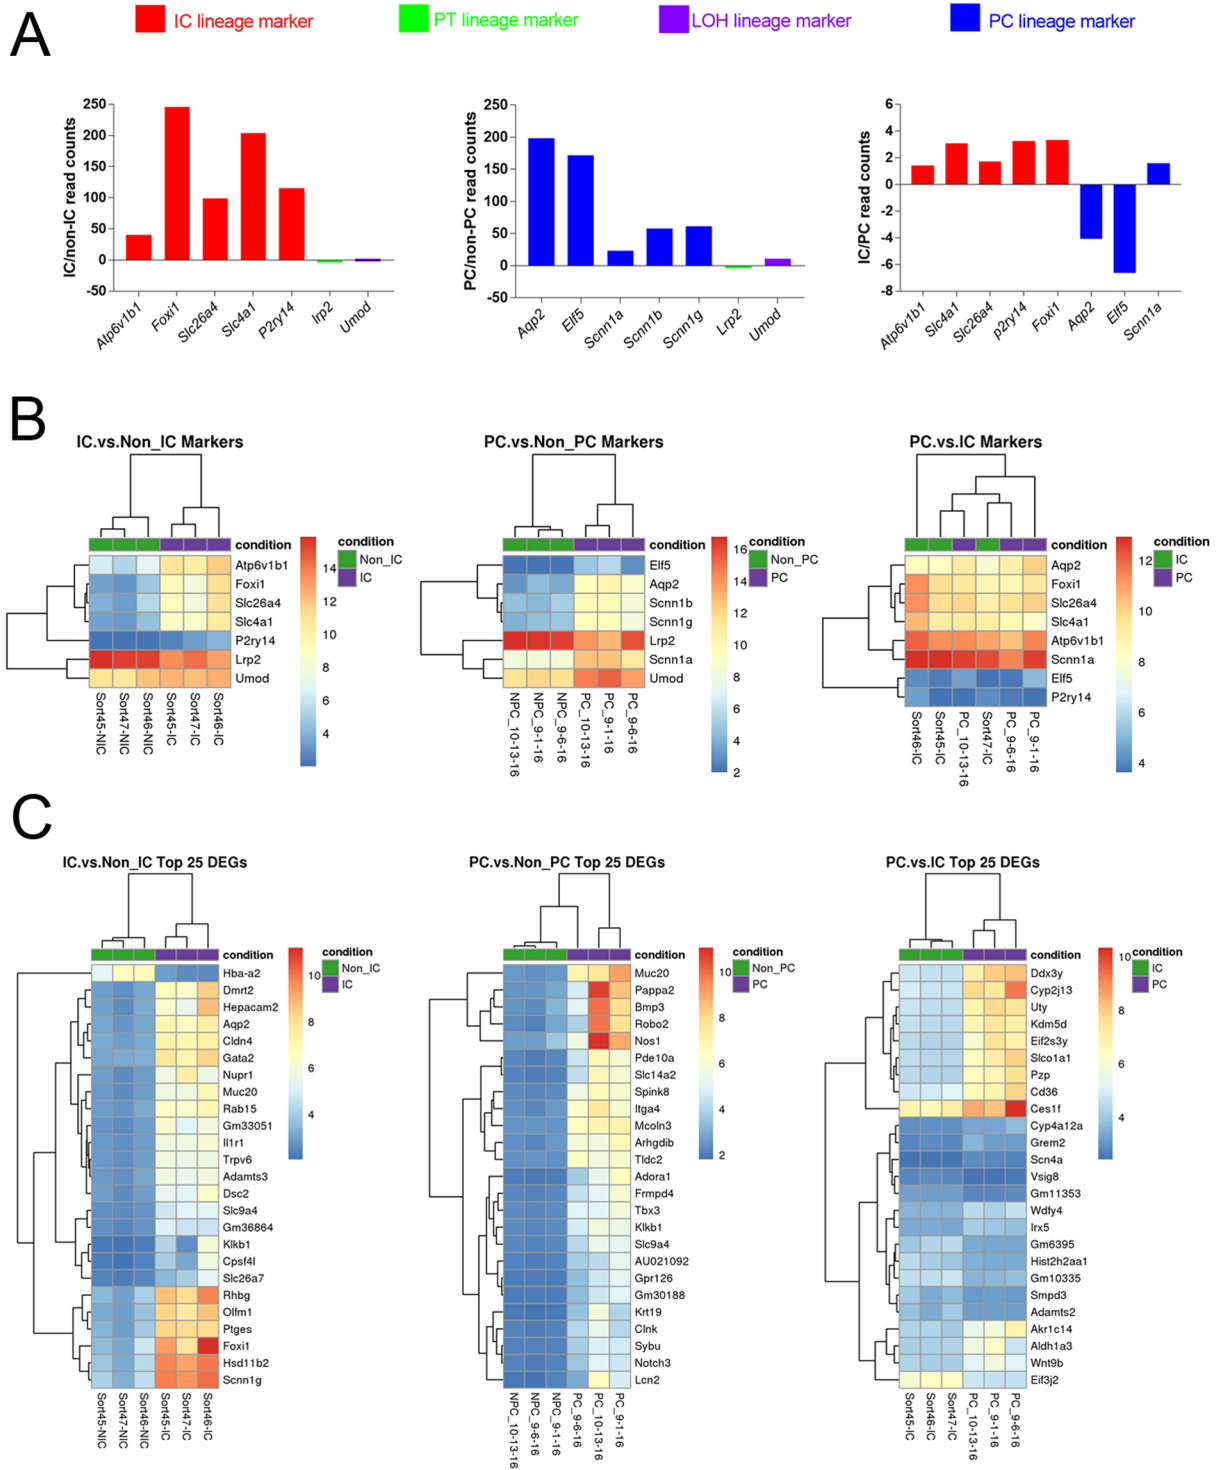 A
IC lineage marker
PT lineage marker
LOH lineage marker
PC lineage marker
IC/non-IC read counts
250
200
150
100
50
0
-50
Atp6v1b1
Foxi1
Slc26a4
Slc4a1
P2ry14
lrp2
Umod
PC/non-PC read counts
250
200
150
100
50
0
-50
Aqp2
Elf5
Scnn1a
Scnn1b
Scnn1g
Lrp2
Umod
IC/PC read counts
6
4
2
0
-2
-4
-6
-8
Atp6v1b1
Slc4a1
Slc26a4
p2ry14
Foxi1
Aqp2
Elf5
Scnn1a
B
IC.vs.Non_IC Markers
condition
Atp6v1b1
Foxi1
Slc26a4
Slc4a1
P2ry14
Lrp2
Umod
Sort45-NIC
Sort47-NIC
Sort46-NIC
Sort45-IC
Sort47-IC
Sort46-IC
14
12
10
8
6
4
condition
Non_IC
IC
PC.vs.Non_PC Markers
condition
Elf5
Aqp2
Scnn1b
Scnn1g
Lrp2
Scnn1a
Umod
NPC_10-13-16
NPC_9-1-16
NPC_9-6-16
PC_10-13-16
PC_9-1-16
PC_9-6-16
16
14
12
10
8
6
4
2
condition
Non_PC
PC
PC.vs.IC Markers
condition
Aqp2
Foxi1
Slc26a4
Slc4a1
Atp6v1b1
Scnn1a
Elf5
P2ry14
Sort46-IC
Sort45-IC
PC_10-13-16
Sort47-IC
PC_9-6-16
PC_9-1-16
12
10
8
6
4
condition
IC
PC
C
IC.vs.Non_IC Top 25 DEGs
condition
Hba-a2
Dmrt2
Hepacam2
Aqp2
Cldn4
Gata2
Nupr1
Muc20
Rab15
Gm33051
Il1r1
Trpv6
Adamts3
Dsc2
Slc9a4
Gm36864
Klkb1
Cpsf4l
Slc26a7
Rhbg
Olfm1
Ptges
Foxi1
Hsd11b2
Scnn1g
Sort45-NIC
Sort47-NIC
Sort46-NIC
Sort45-IC
Sort47-IC
Sort46-IC
10
8
6
4
condition
Non_IC
IC
PC.vs.Non_PC Top 25 DEGs
condition
Muc20
Pappa2
Bmp3
Robo2
Nos1
Pde10a
Slc14a2
Spink8
Itga4
Mcoln3
Arhgdib
Tldc2
Adora1
Frmpd4
Tbx3
Klkb1
Slc9a4
AU021092
Gpr126
Gm30188
Krt19
Clnk
Sybu
Notch3
Lcn2
NPC_10-13-16
NPC_9-6-16
NPC_9-1-16
PC_9-6-16
PC_10-13-16
PC_9-1-16
10
8
6
4
2
condition
Non_PC
PC
PC.vs.IC Top 25 DEGs
condition
Ddx3y
Cyp2j13
Uty
Kdm5d
Eif2s3y
Slco1a1
Pzp
Cd36
Ces1f
Cyp4a12a
Grem2
Scn4a
Vsig8
Gm11353
Wdfy4
Irx5
Gm6395
Hist2h2aa1
Gm10335
Smpd3
Adamts2
Akr1c14
Aldh1a3
Wnt9b
Eif3j2
Sort45-IC
Sort46-IC
Sort47-IC
PC_10-13-16
PC_9-1-16
PC_9-6-16
10
8
6
4
condition
IC
PC